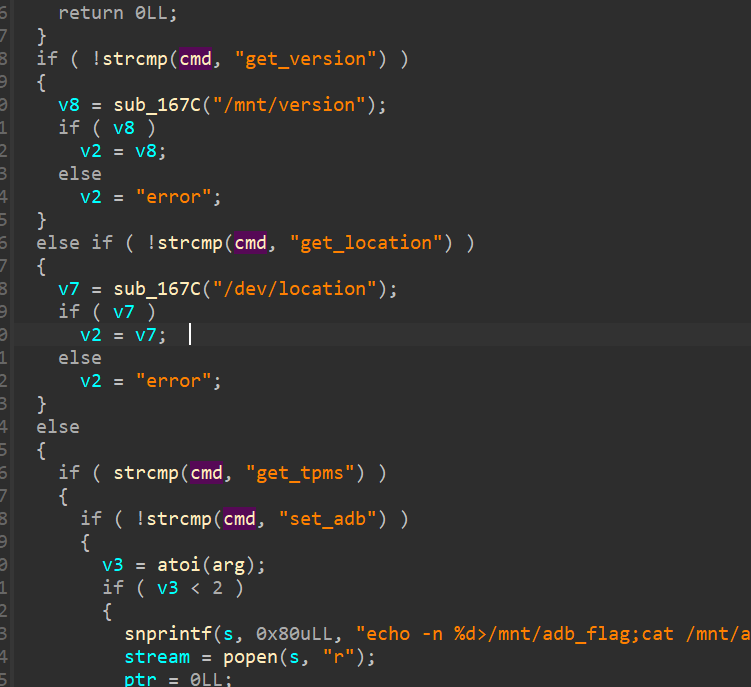 6 return 0LL;
7 }
8 if ( !strcmp(cmd, "get_version") )
9 {
0 v8 = sub_167C("/mnt/version");
1 if ( v8 )
2 v2 = v8;
3 else
4 v2 = "error";
5 }
6 else if ( !strcmp(cmd, "get_location") )
7 {
8 v7 = sub_167C("/dev/location");
9 if ( v7 )
0 v2 = v7;
1 else
2 v2 = "error";
3 }
4 else
5 {
6 if ( strcmp(cmd, "get_tpms") )
7 {
8 if ( !strcmp(cmd, "set_adb") )
9 {
0 v3 = atoi(arg);
1 if ( v3 < 2 )
2 {
3 snprintf(s, 0x80uLL, "echo -n %d>/mnt/adb_flag;cat /mnt/a
4 stream = popen(s, "r");
5 ptr = 0LL;